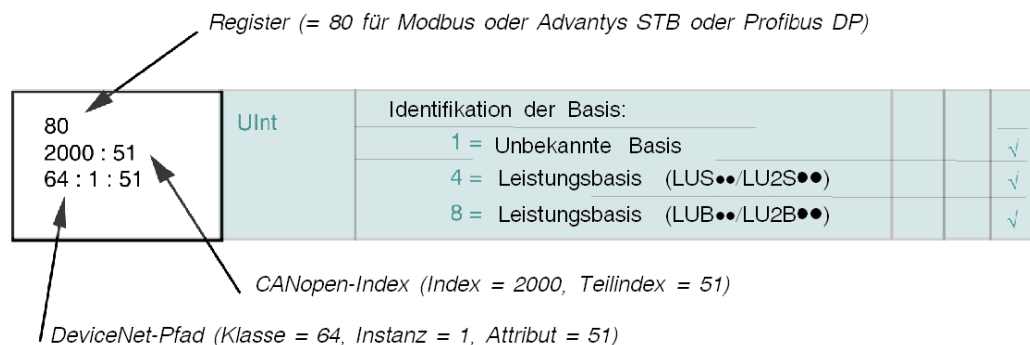 Register (= 80 für Modbus oder Advantys STB oder Profibus DP)
80
2000 : 51
64 : 1 : 51
UInt
Identifikation der Basis:
1 = Unbekannte Basis √
4 = Leistungsbasis (LUS●●/LU2S●●) √
8 = Leistungsbasis (LUB●●/LU2B●●) √
CANopen-Index (Index = 2000, Teilindex = 51)
DeviceNet-Pfad (Klasse = 64, Instanz = 1, Attribut = 51)